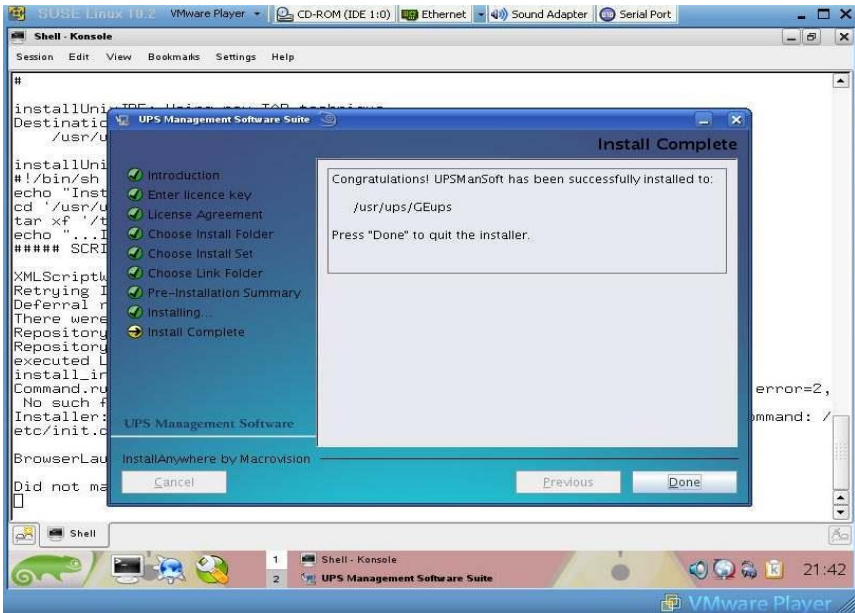 SUSE Linux 10.2 VMware Player CD-ROM (IDE 1:0) Ethernet Sound Adapter Serial Port
Shell - Konsole
Session Edit View Bookmarks Settings Help
#
installUni
Destinatio
/usr/u
installUni
#!/bin/sh
echo "Inst
cd '/usr/u
tar xf '/t
echo "...I
##### SCRI
XMLScriptW
Retrying I
Deferral r
There were
Repository
Repository
executed L
install_ir
Command.ru error=2,
No such f
Installer: ommand: /
etc/init.d
BrowserLau
Did not ma
UPS Management Software Suite
Install Complete
Introduction
Enter licence key
License Agreement
Choose Install Folder
Choose Install Set
Choose Link Folder
Pre-Installation Summary
Installing...
Install Complete
UPS Management Software
Congratulations! UPSManSoft has been successfully installed to:
/usr/ups/GEups
Press "Done" to quit the installer.
InstallAnywhere by Macrovision
Cancel Previous Done
Shell
1 Shell - Konsole
2 UPS Management Software Suite
21:42
VMware Player